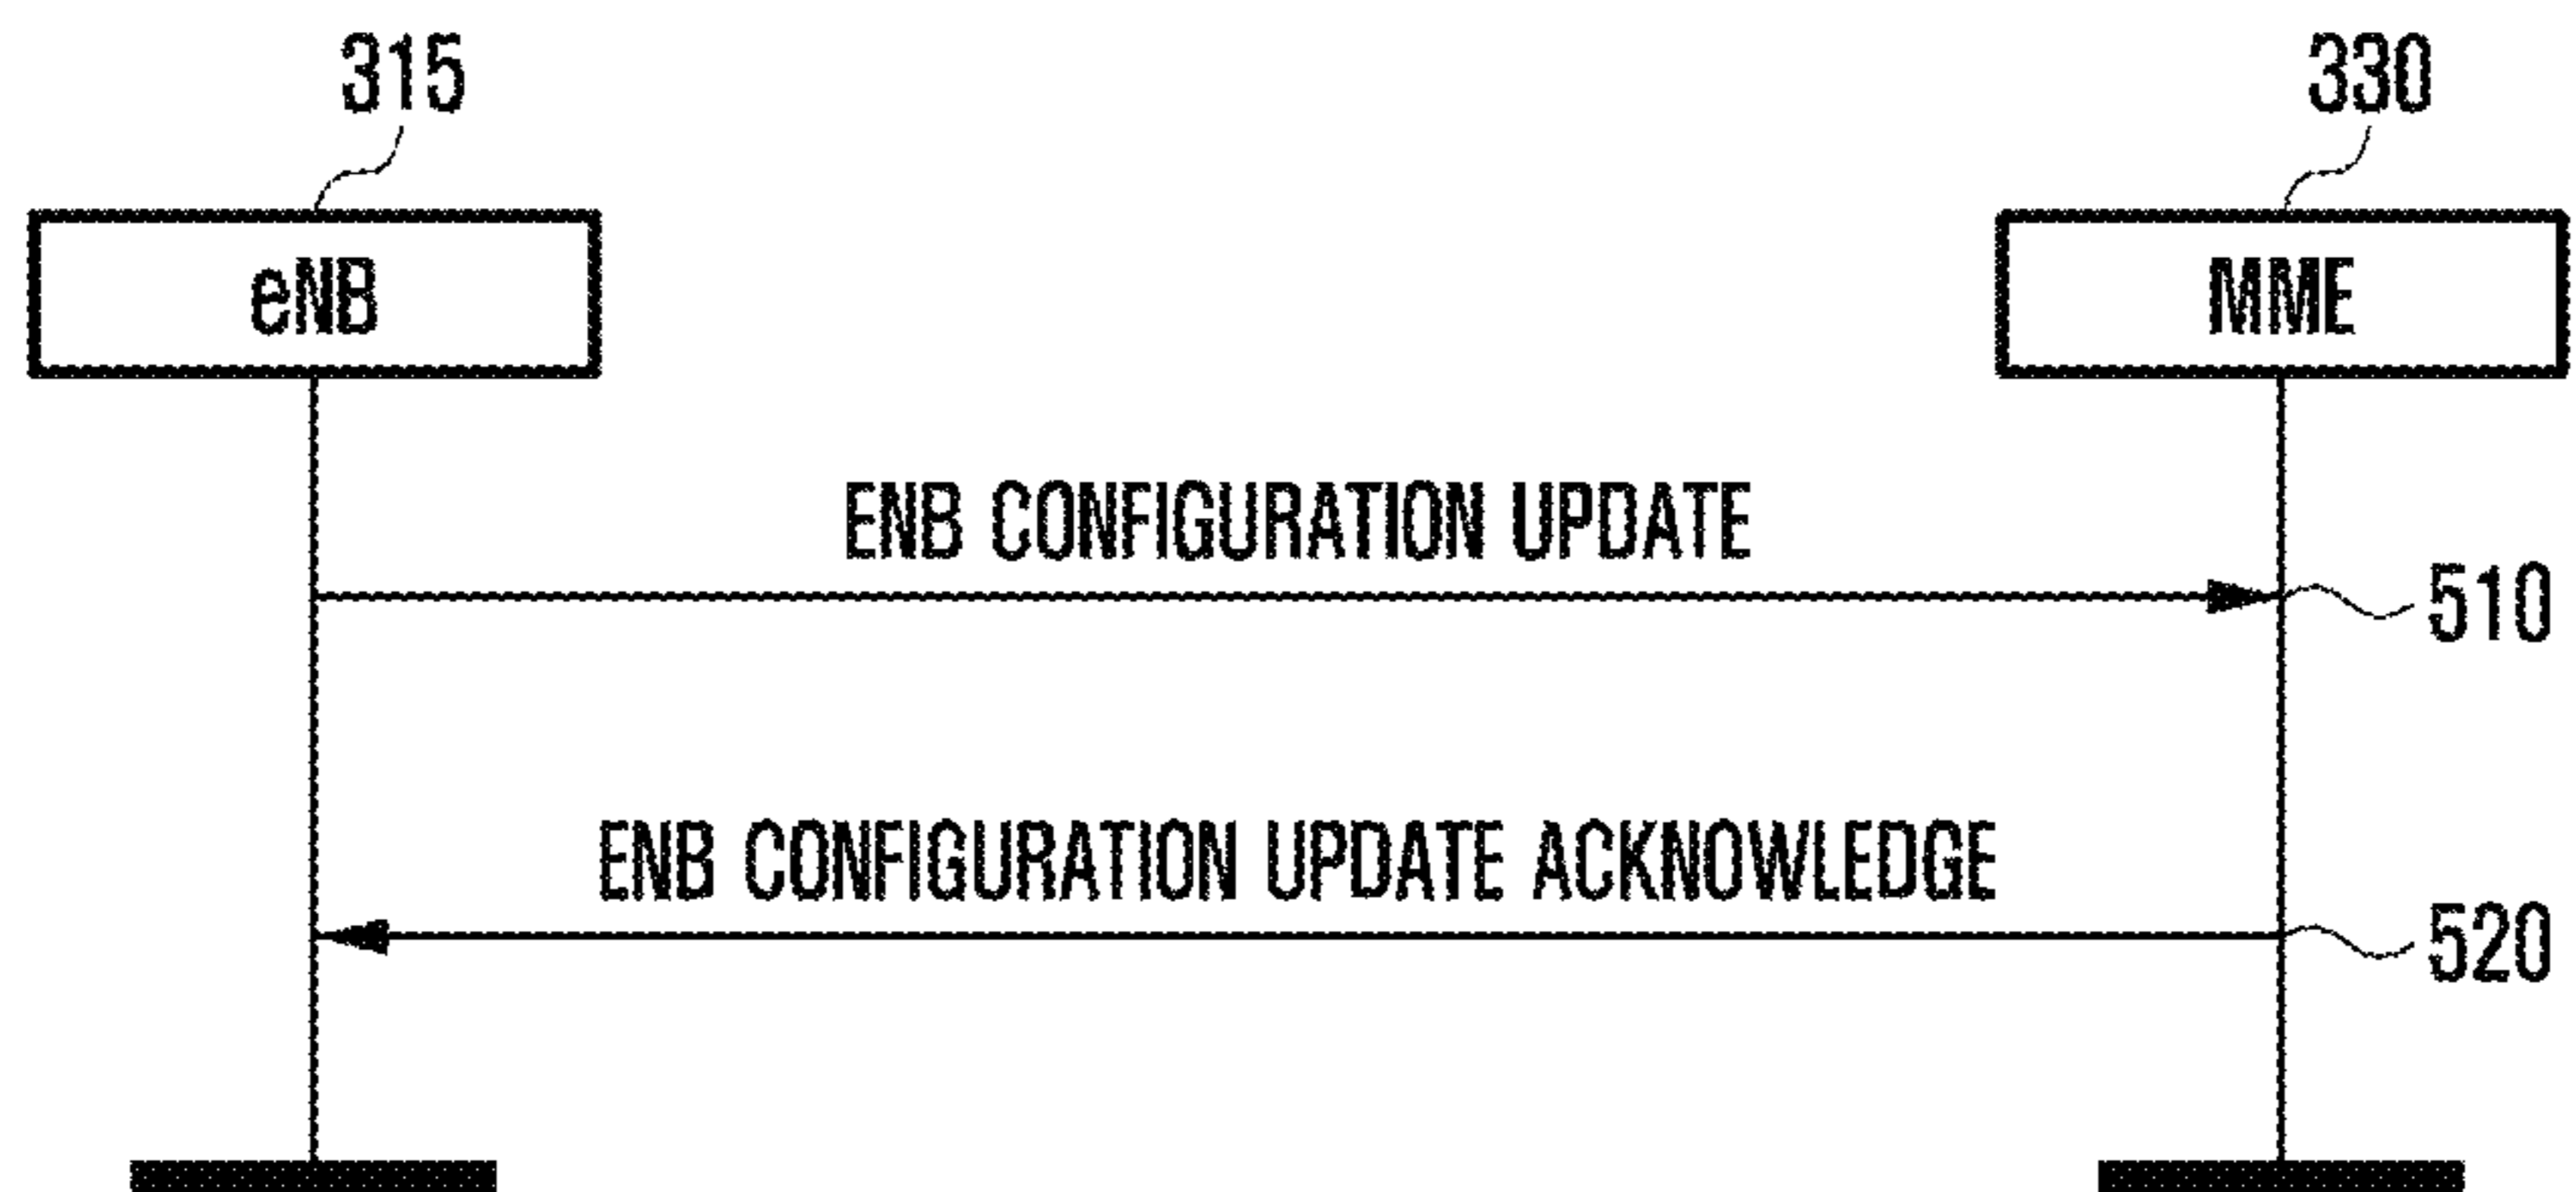 315
330
eNB
MME
ENB CONFIGURATION UPDATE
510
ENB CONFIGURATION UPDATE ACKNOWLEDGE
520